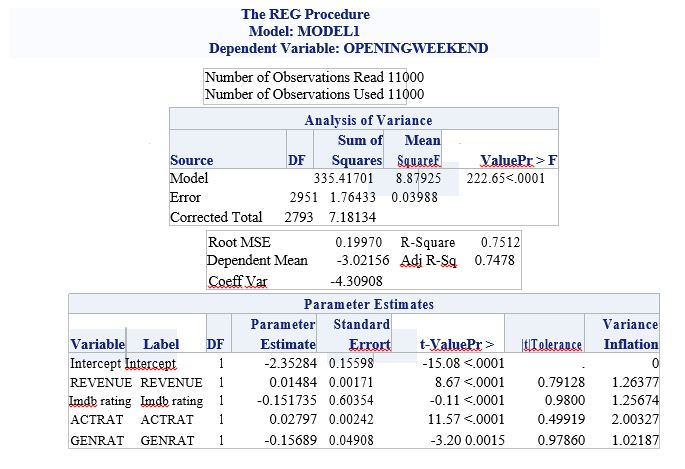 The REG Procedure
Model: MODEL1
Dependent Variable: OPENINGWEEKEND
Number of Observations Read 11000
Number of Observations Used 11000
Analysis of Variance
Sum of Mean
Source DF Squares SquareF ValuePr > F
Model 335.41701 8.87925 222.65<.0001
Error 2951 1.76433 0.03988
Corrected Total 2793 7.18134
Root MSE 0.19970 R-Square 0.7512
Dependent Mean -3.02156 Adj R-Sq 0.7478
Coeff Var -4.30908
Parameter Estimates
Parameter Standard Variance
Variable Label DF Estimate Errort t-ValuePr > |t|Tolerance Inflation
Intercept Intercept 1 -2.35284 0.15598 -15.08 <.0001 . 0
REVENUE REVENUE 1 0.01484 0.00171 8.67 <.0001 0.79128 1.26377
Imdb rating Imdb rating 1 -0.151735 0.60354 -0.11 <.0001 0.9800 1.25674
ACTRAT ACTRAT 1 0.02797 0.00242 11.57 <.0001 0.49919 2.00327
GENRAT GENRAT 1 -0.15689 0.04908 -3.20 0.0015 0.97860 1.02187